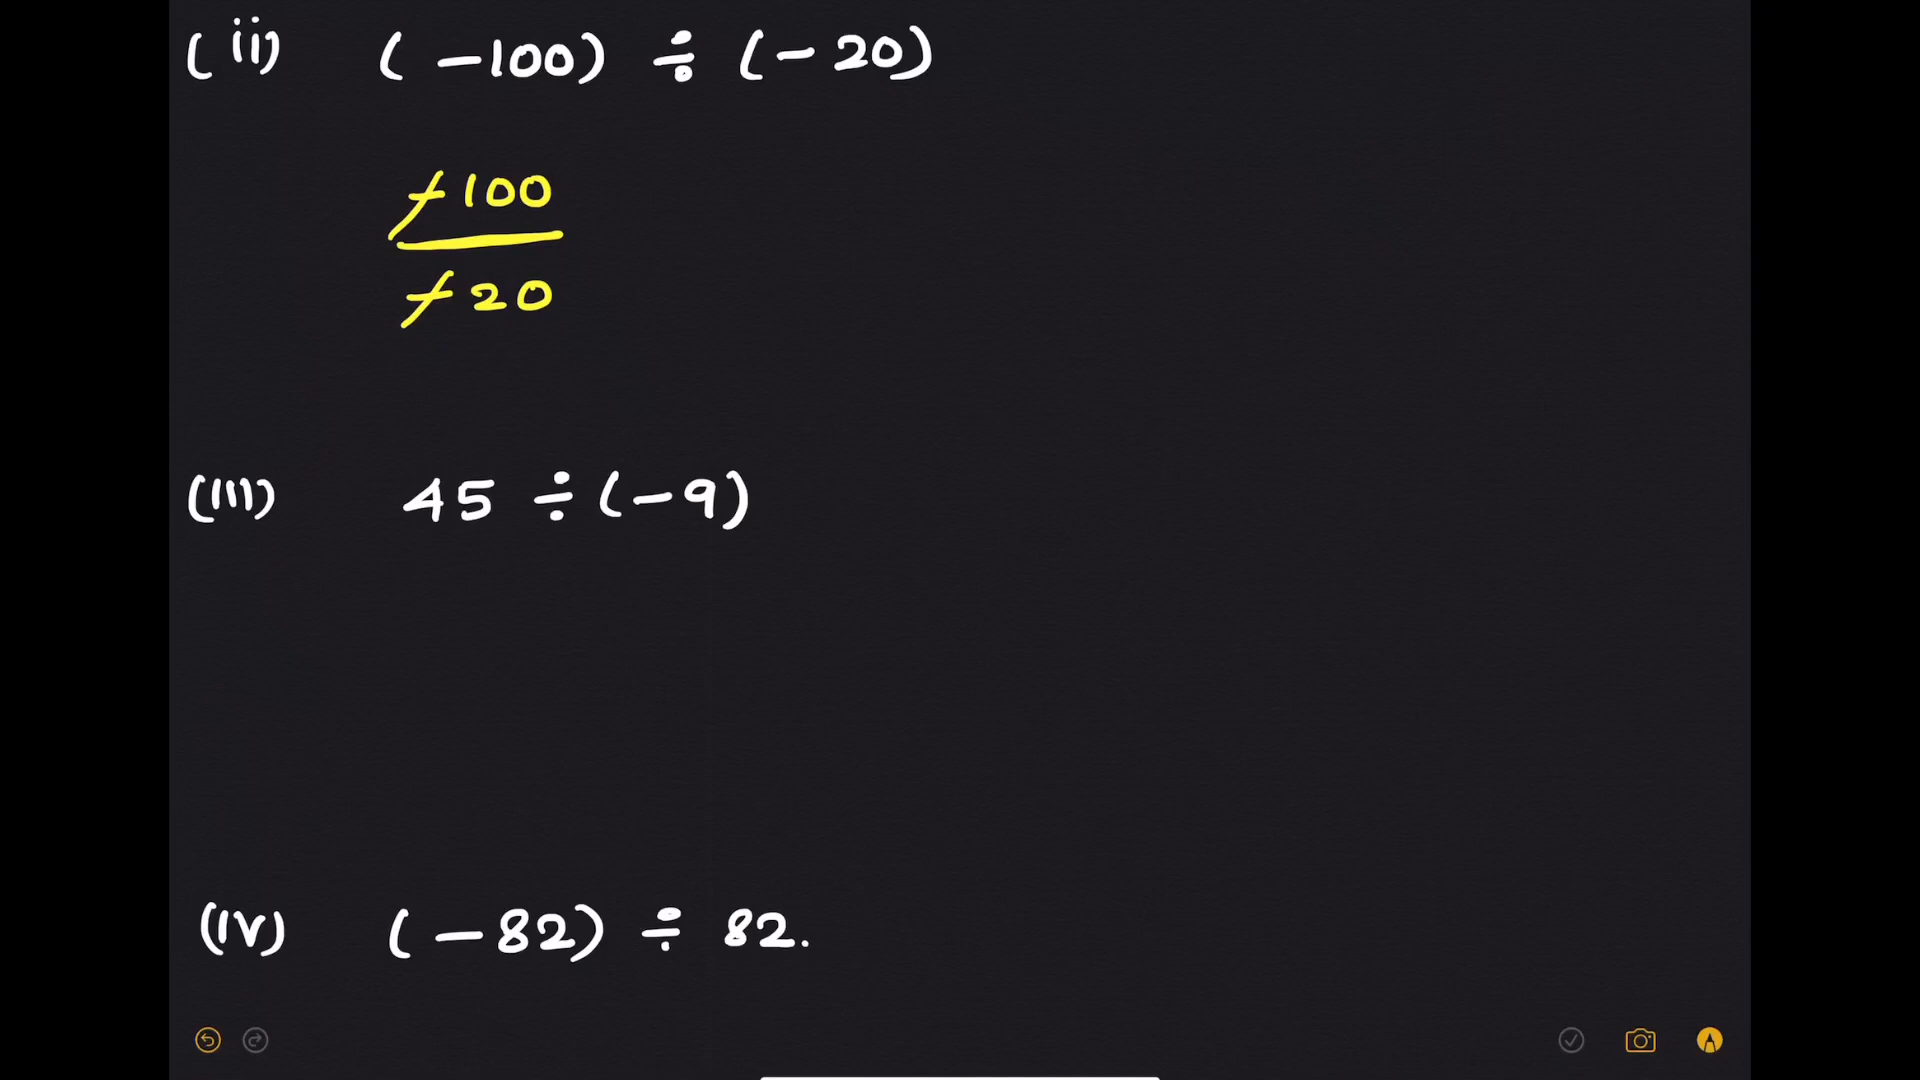 (ii) (-100) ÷ (-20)
-100
-20
(iii) 45 ÷ (-9)
(iv) (-82) ÷ 82.